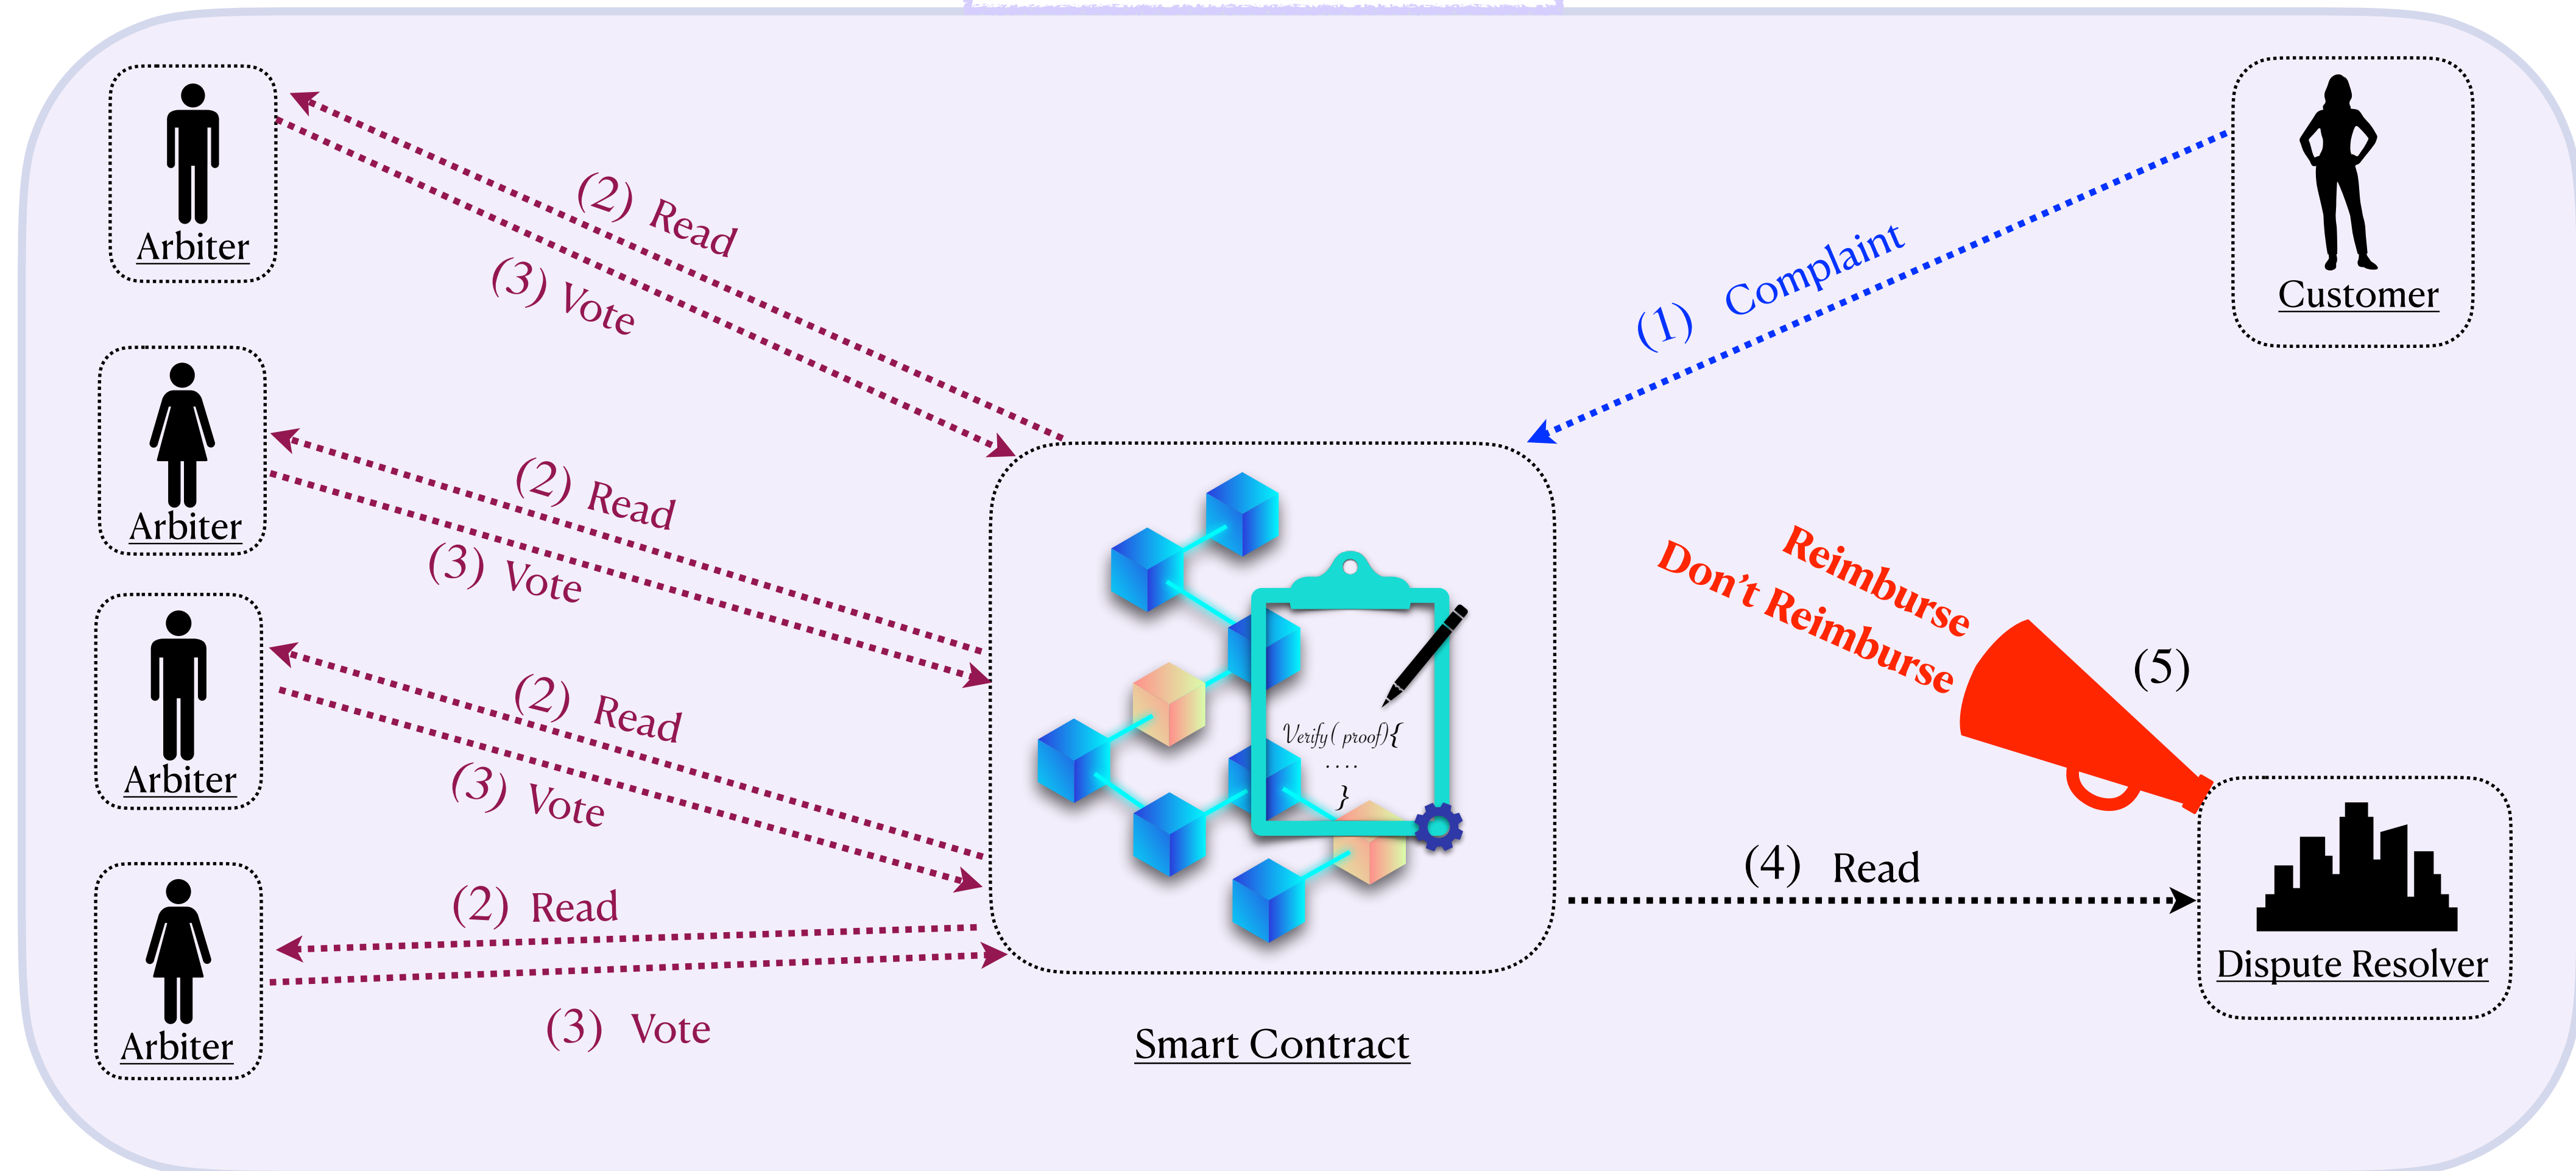 Arbiter
(2) Read
(3) Vote
Arbiter
(2) Read
(3) Vote
Arbiter
(2) Read
(3) Vote
Arbiter
(2) Read
(3) Vote
(1) Complaint
Customer
Verify( proof){
....
}
Smart Contract
Reimburse
Don't Reimburse
(5)
(4) Read
Dispute Resolver